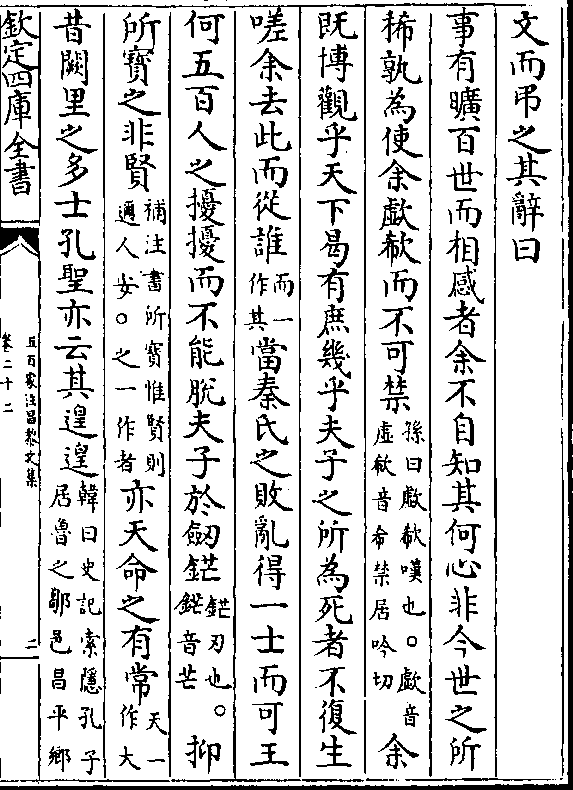 文而弔之其辭曰
事有曠百世而相感者余不自知其何心非今世之所
稀孰為使余歔欷而不可禁孫曰歔欷嘆也。歔音虛欷音希禁居吟切余
既博觀乎天下曷有庶幾乎夫子之所為死者不復生
嗟余去此而從誰而一作其當秦氏之敗亂得一士而可王
何五百人之擾擾而不能脫夫子於劒鋩鋩刃也。鋩音芒抑
所寶之非賢補注書所寶惟賢則邇人安。之一作者亦天命之有常天一作大
昔闕里之多士孔聖亦云其遑遑韓曰史記索隱孔子居魯之鄹邑昌平鄉
欽定四庫全書
五百家注昌黎文集
卷二十二
二